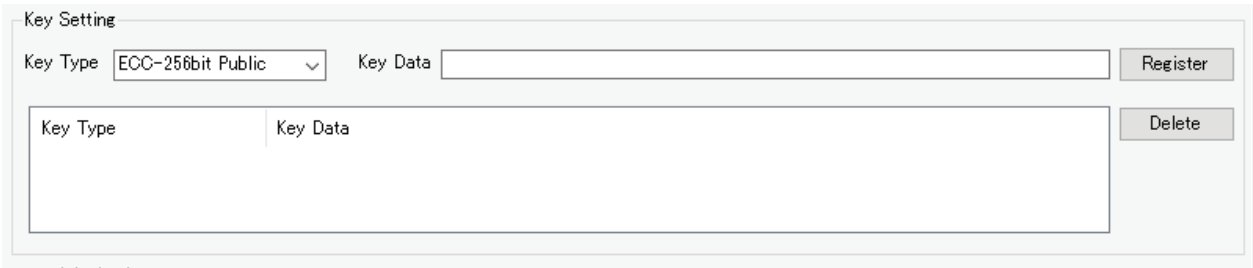 Key Setting
Key Type ECC-256bit Public Key Data Register
Key Type Key Data Delete